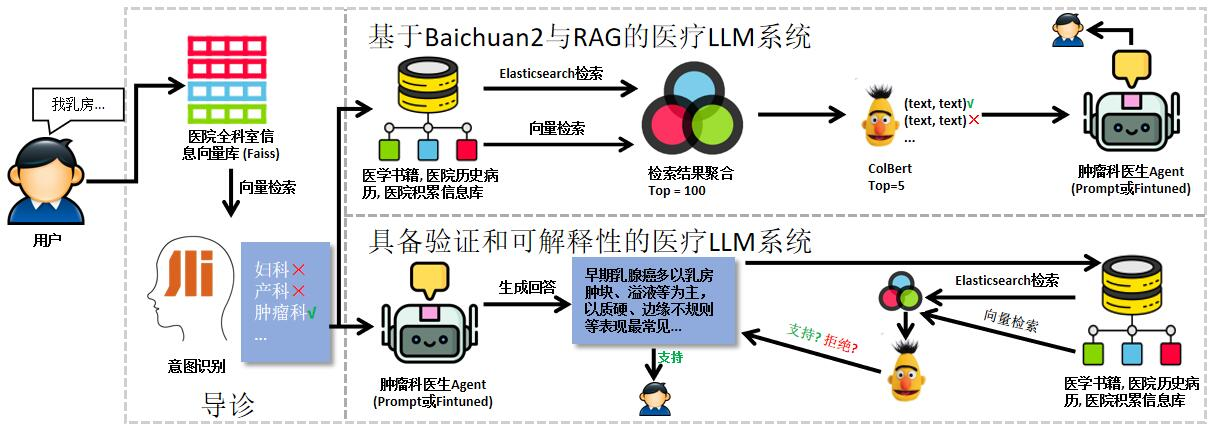 我乳房...
用户
医院全科室信
息向量库 (Faiss)
向量检索
妇科×
产科×
肿瘤科√
...
意图识别
导诊
基于Baichuan2与RAG的医疗LLM系统
Elasticsearch检索
向量检索
医学书籍, 医院历史病
历, 医院积累信息库
检索结果聚合
Top = 100
(text, text)√
(text, text)×
...
ColBert
Top=5
肿瘤科医生Agent
(Prompt或Fintuned)
具备验证和可解释性的医疗LLM系统
肿瘤科医生Agent
(Prompt或Fintuned)
生成回答
早期乳腺癌多以乳房
肿块、溢液等为主，
以质硬、边缘不规则
等表现最常见...
支持
支持? 拒绝?
Elasticsearch检索
向量检索
医学书籍, 医院历史病
历, 医院积累信息库